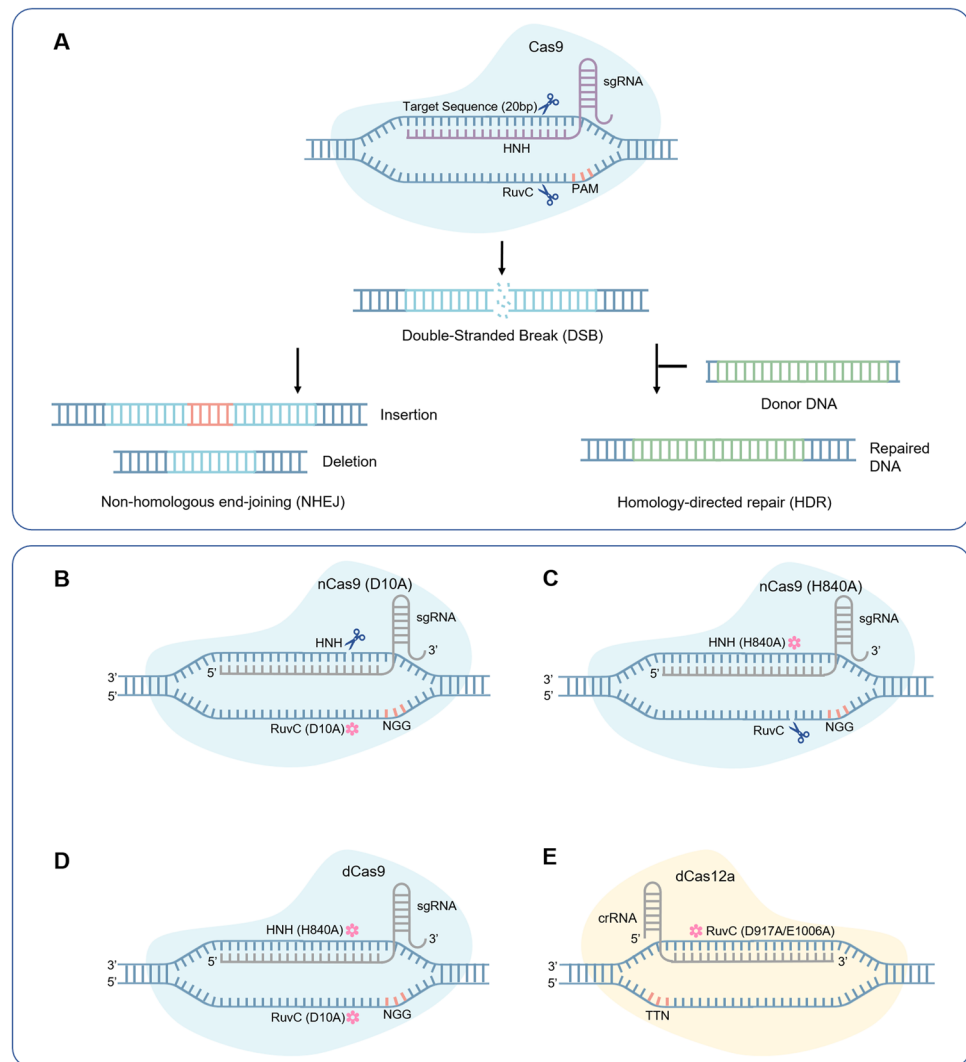 A
Cas9
sgRNA
Target Sequence (20bp)
HNH
RuvC
PAM
Double-Stranded Break (DSB)
Donor DNA
Insertion
Deletion
Repaired
DNA
Non-homologous end-joining (NHEJ)
Homology-directed repair (HDR)
B
nCas9 (D10A)
sgRNA
HNH
3’
5’
3’
5’
RuvC (D10A)
NGG
C
nCas9 (H840A)
sgRNA
HNH (H840A)
3’
5’
3’
5’
RuvC
NGG
D
dCas9
sgRNA
HNH (H840A)
3’
5’
3’
5’
RuvC (D10A)
NGG
E
dCas12a
crRNA
5’
RuvC (D917A/E1006A)
3’
3’
5’
TTN